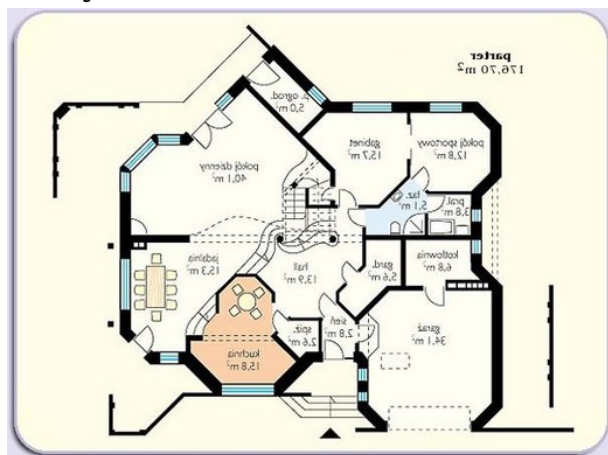 parter
176,70 m²
p. ogrod.
5,0 m²
gabinet
15,7 m²
pokój sportowy
12,8 m²
pokój dzienny
40,1 m²
łaz.
5,1 m²
pral.
3,8 m²
jadalnia
15,3 m²
hall
13,9 m²
gard.
5,6 m²
kotłownia
6,8 m²
kuchnia
15,8 m²
spiż.
2,6 m²
sień
2,8 m²
garaż
34,1 m²